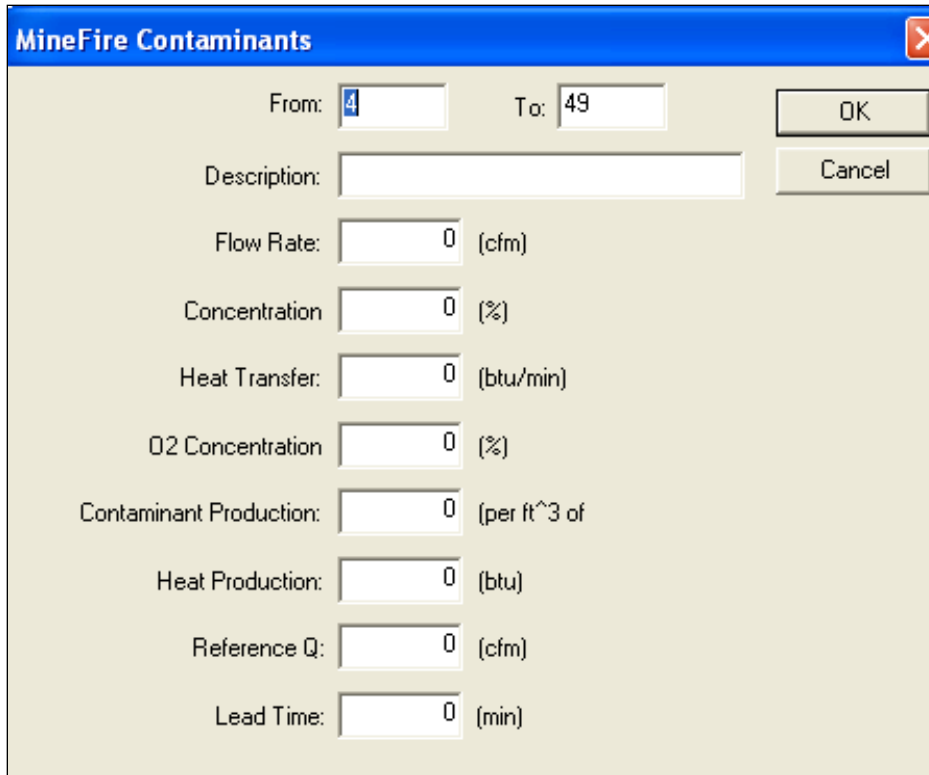 MineFire Contaminants
From: 4 To: 49 OK
Description: Cancel
Flow Rate: 0 (cfm)
Concentration 0 (%)
Heat Transfer: 0 (btu/min)
O2 Concentration 0 (%)
Contaminant Production: 0 (per ft^3 of
Heat Production: 0 (btu)
Reference Q: 0 (cfm)
Lead Time: 0 (min)